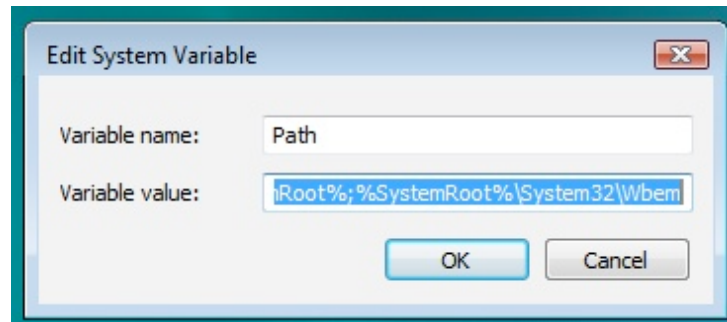 Edit System Variable
Variable name: Path
Variable value: Root%;%SystemRoot%\System32\Wbem
OK Cancel